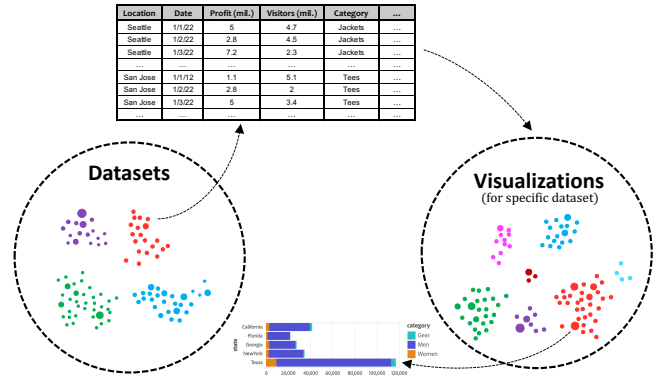 Location Date Profit (mil.) Visitors (mil.) Category ...
Seattle 1/1/22 5 4.7 Jackets ...
Seattle 1/2/22 2.8 4.5 Jackets ...
Seattle 1/3/22 7.2 2.3 Jackets ...
... ... ... ... ... ...
San Jose 1/1/12 1.1 5.1 Tees ...
San Jose 1/2/22 2.8 2 Tees ...
San Jose 1/3/22 5 3.4 Tees ...
... ... ... ... ... ...
Datasets
Visualizations
(for specific dataset)
state
California
Florida
Georgia
NewYork
Texas
0 20,000 40,000 60,000 80,000 100,000 120,000
category
Gear
Men
Women